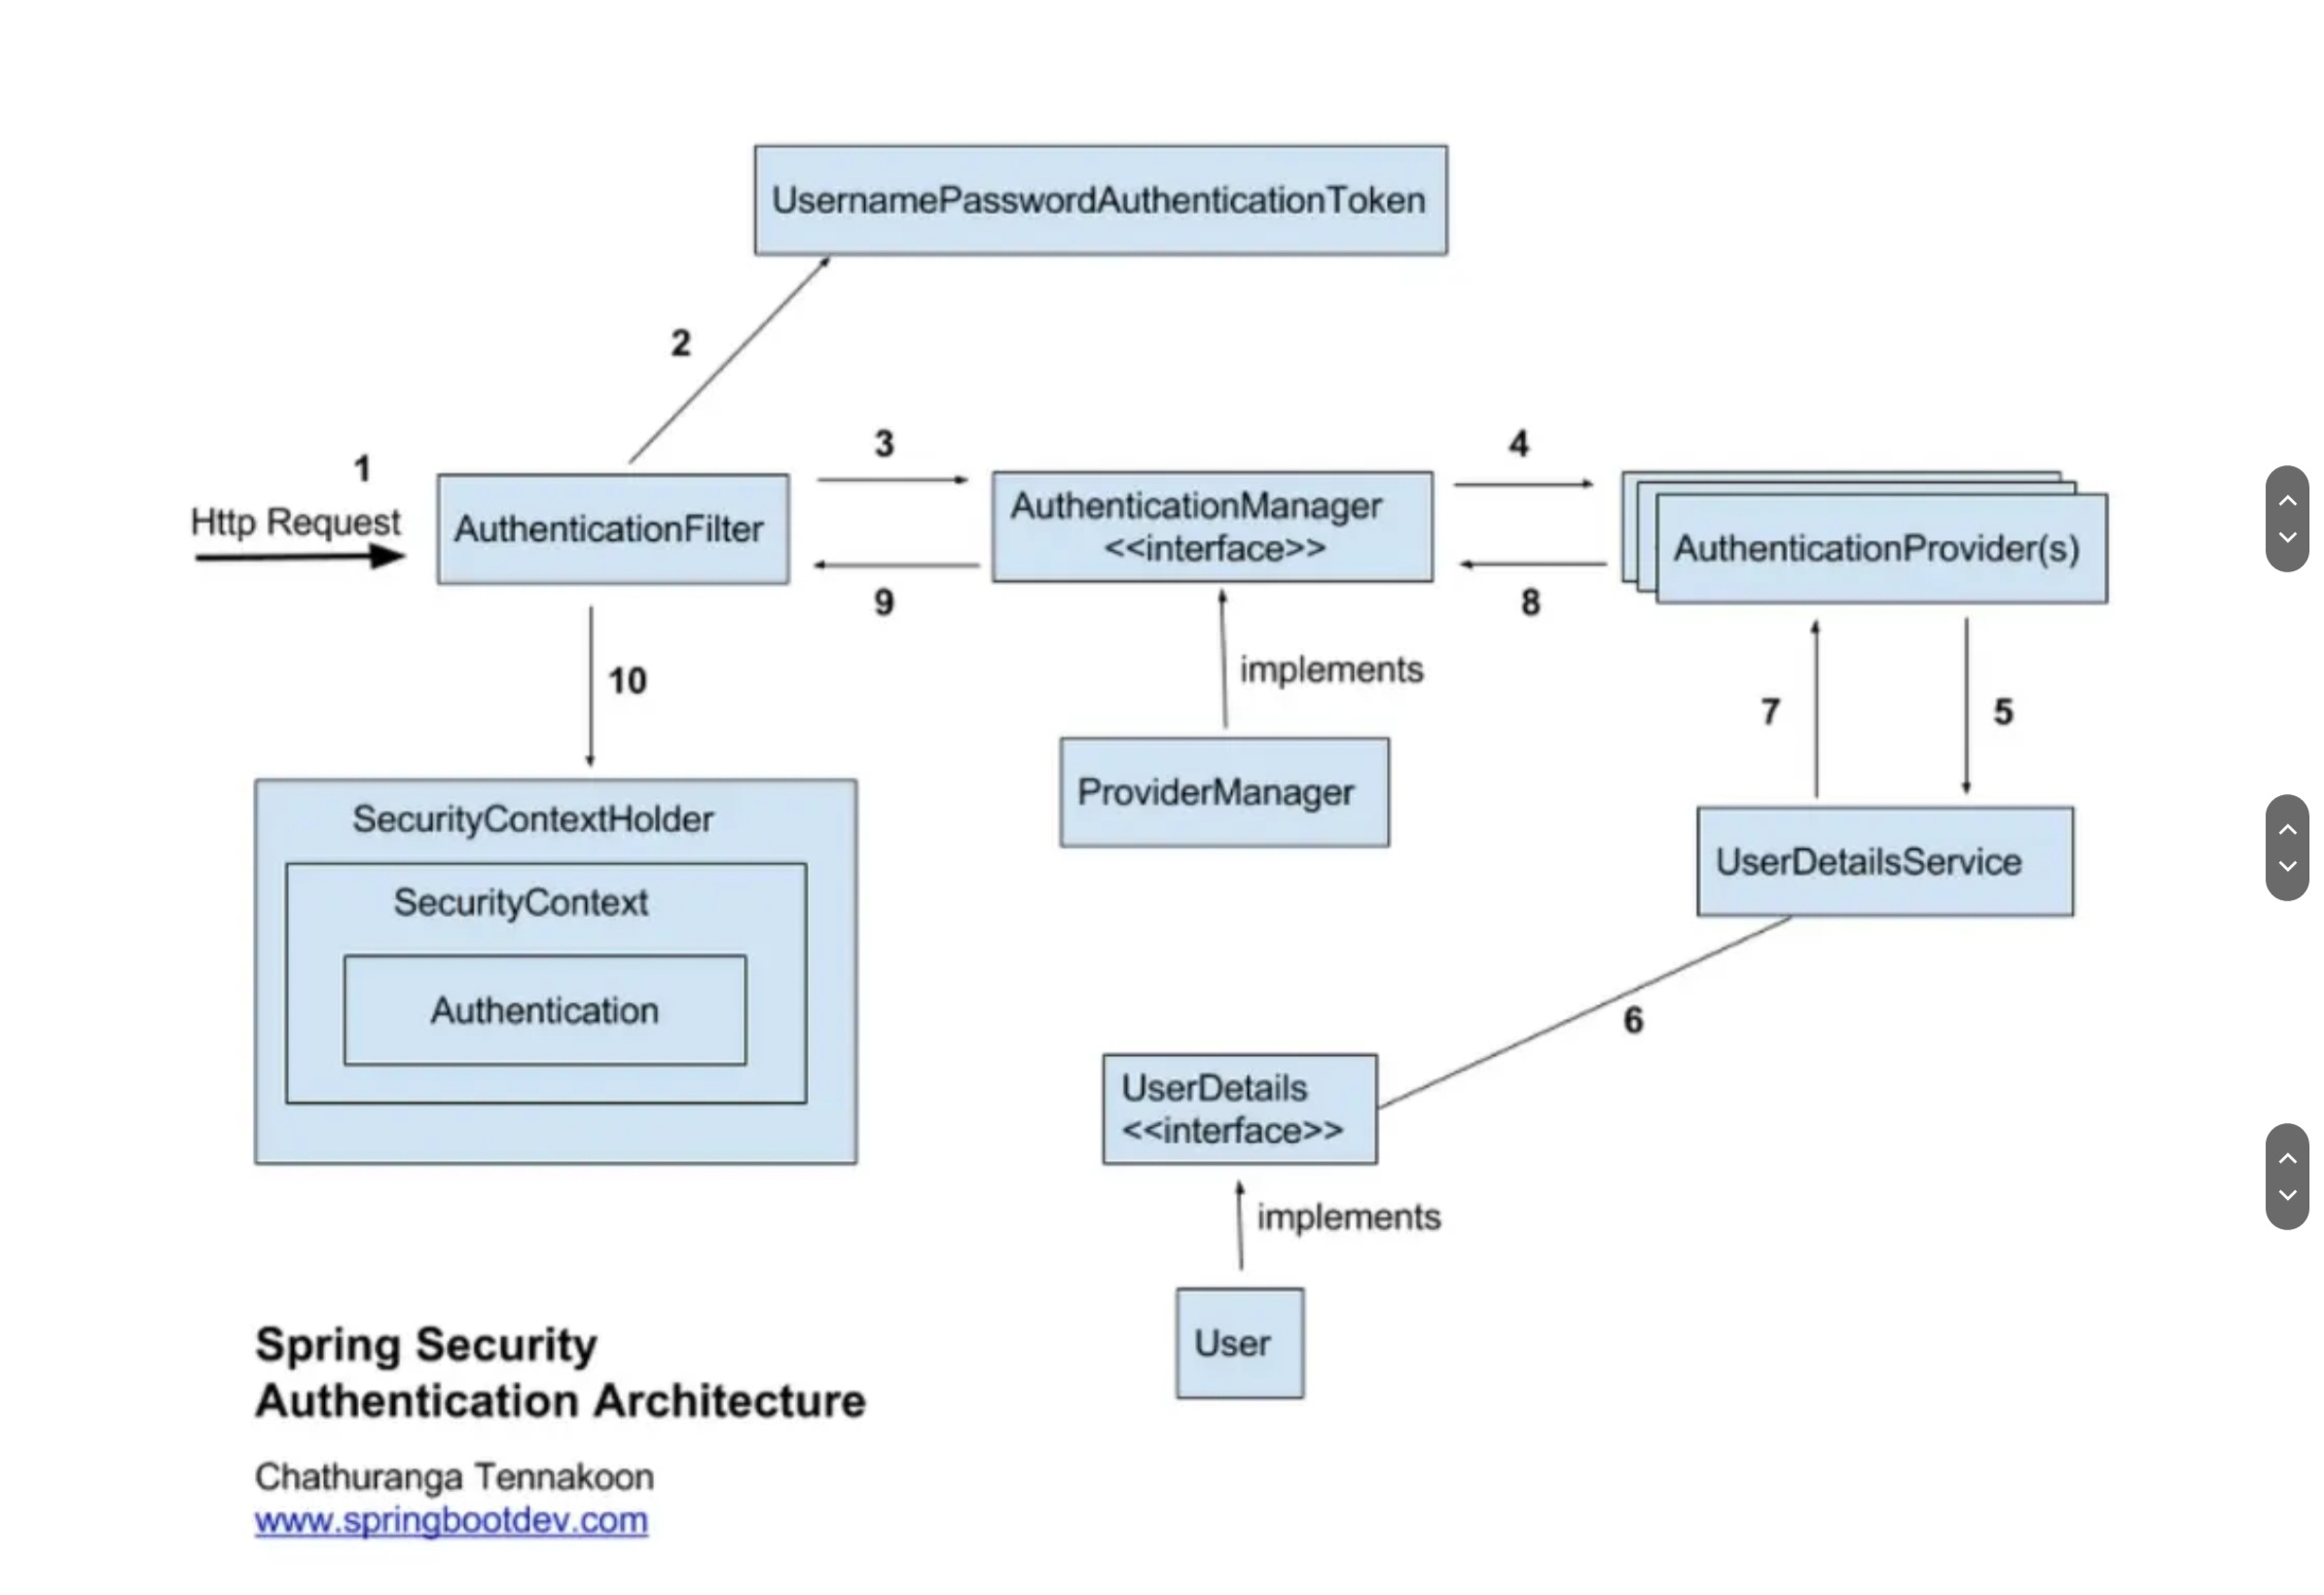 UsernamePasswordAuthenticationToken
2
1
3
4
Http Request
AuthenticationFilter
AuthenticationManager
<<interface>>
AuthenticationProvider(s)
9
8
10
implements
7
5
SecurityContextHolder
ProviderManager
UserDetailsService
SecurityContext
Authentication
6
UserDetails
<<interface>>
implements
User
Spring Security
Authentication Architecture
Chathuranga Tennakoon
www.springbootdev.com